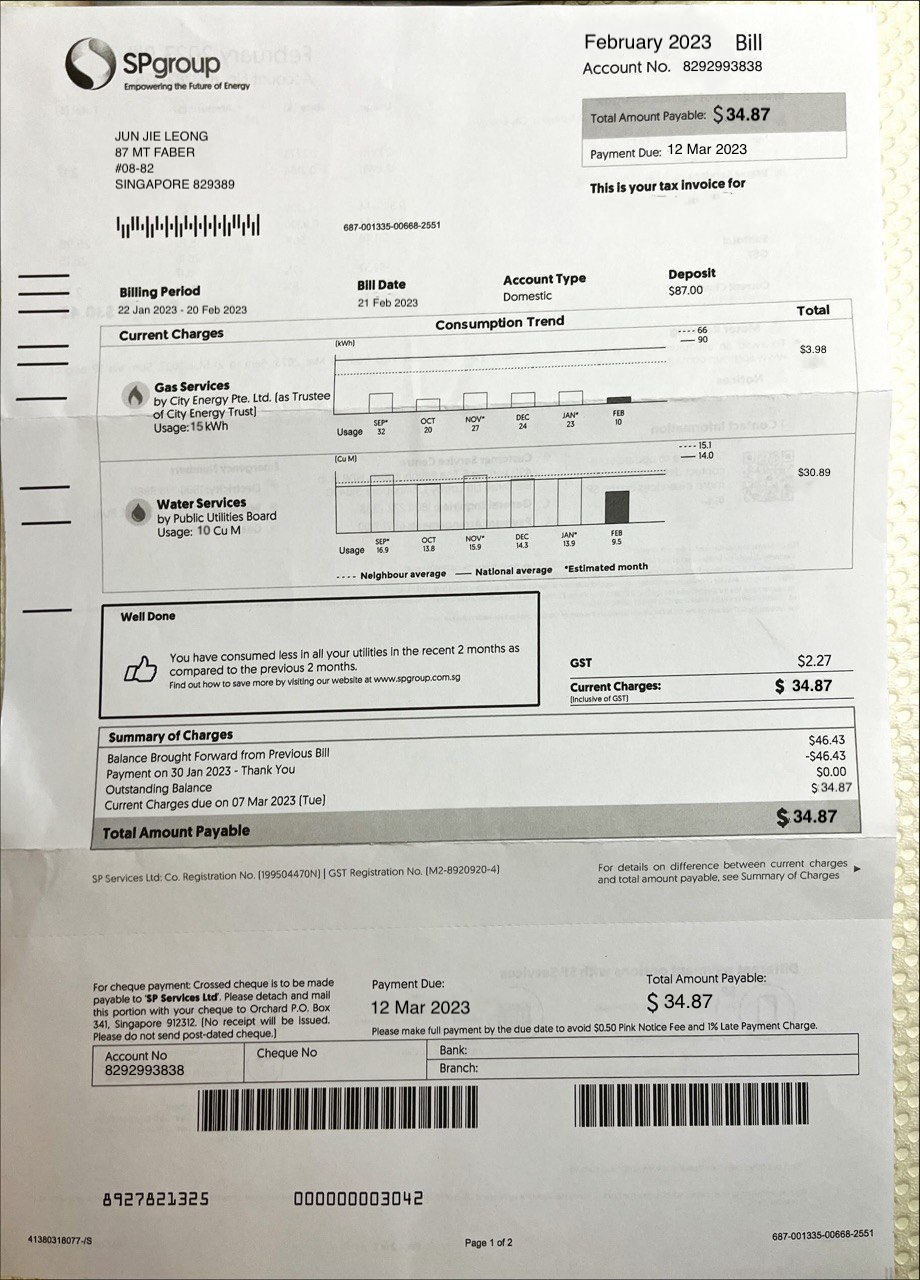 SPgroup
Empowering the Future of Energy
February 2023 Bill
Account No. 8292993838
Total Amount Payable: $ 34.87
Payment Due: 12 Mar 2023
This is your tax invoice for
JUN JIE LEONG
87 MT FABER
#08-82
SINGAPORE 829389
687-001335-00668-2551
Billing Period
22 Jan 2023 - 20 Feb 2023
Bill Date
21 Feb 2023
Account Type
Domestic
Deposit
$87.00
Current Charges
Consumption Trend
Total
(kWh)
---- 66
— 90
$3.98
Gas Services
by City Energy Pte. Ltd. (as Trustee
of City Energy Trust)
Usage: 15 kWh
SEP* OCT NOV* DEC JAN* FEB
Usage 32 20 27 24 23 10
(Cu M)
---- 15.1
— 14.0
$30.89
Water Services
by Public Utilities Board
Usage: 10 Cu M
SEP* OCT NOV* DEC JAN* FEB
Usage 16.9 13.8 15.9 14.3 13.9 9.5
---- Neighbour average — National average *Estimated month
Well Done
You have consumed less in all your utilities in the recent 2 months as
compared to the previous 2 months.
Find out how to save more by visiting our website at www.spgroup.com.sg
GST $2.27
Current Charges: $ 34.87
(Inclusive of GST)
Summary of Charges
Balance Brought Forward from Previous Bill $46.43
Payment on 30 Jan 2023 - Thank You -$46.43
Outstanding Balance $0.00
Current Charges due on 07 Mar 2023 (Tue) $ 34.87
Total Amount Payable $ 34.87
SP Services Ltd: Co. Registration No. (199504470N) | GST Registration No. (M2-8920920-4)
For details on difference between current charges
and total amount payable, see Summary of Charges
For cheque payment: Crossed cheque is to be made
payable to 'SP Services Ltd'. Please detach and mail
this portion with your cheque to Orchard P.O. Box
341, Singapore 912312. (No receipt will be issued.
Please do not send post-dated cheque.)
Payment Due:
12 Mar 2023
Total Amount Payable:
$ 34.87
Please make full payment by the due date to avoid $0.50 Pink Notice Fee and 1% Late Payment Charge.
Account No
8292993838
Cheque No
Bank:
Branch:
8927821325 000000003042
41380318077-/S
Page 1 of 2
687-001335-00668-2551